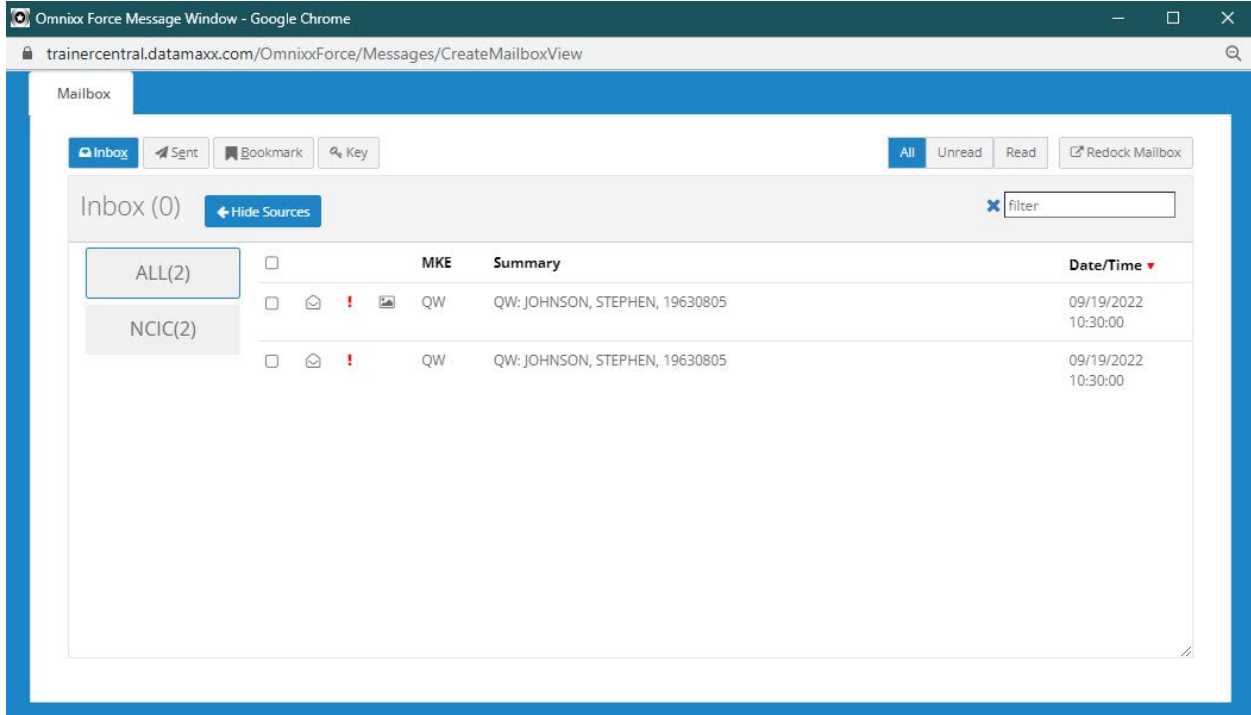 Omnixx Force Message Window - Google Chrome
trainercentral.datamaxx.com/OmnixxForce/Messages/CreateMailboxView
Mailbox
Inbox Sent Bookmark Key All Unread Read Redock Mailbox
Inbox (0) Hide Sources filter
ALL(2)
NCIC(2)
MKE Summary Date/Time
QW QW: JOHNSON, STEPHEN, 19630805 09/19/2022
10:30:00
QW QW: JOHNSON, STEPHEN, 19630805 09/19/2022
10:30:00